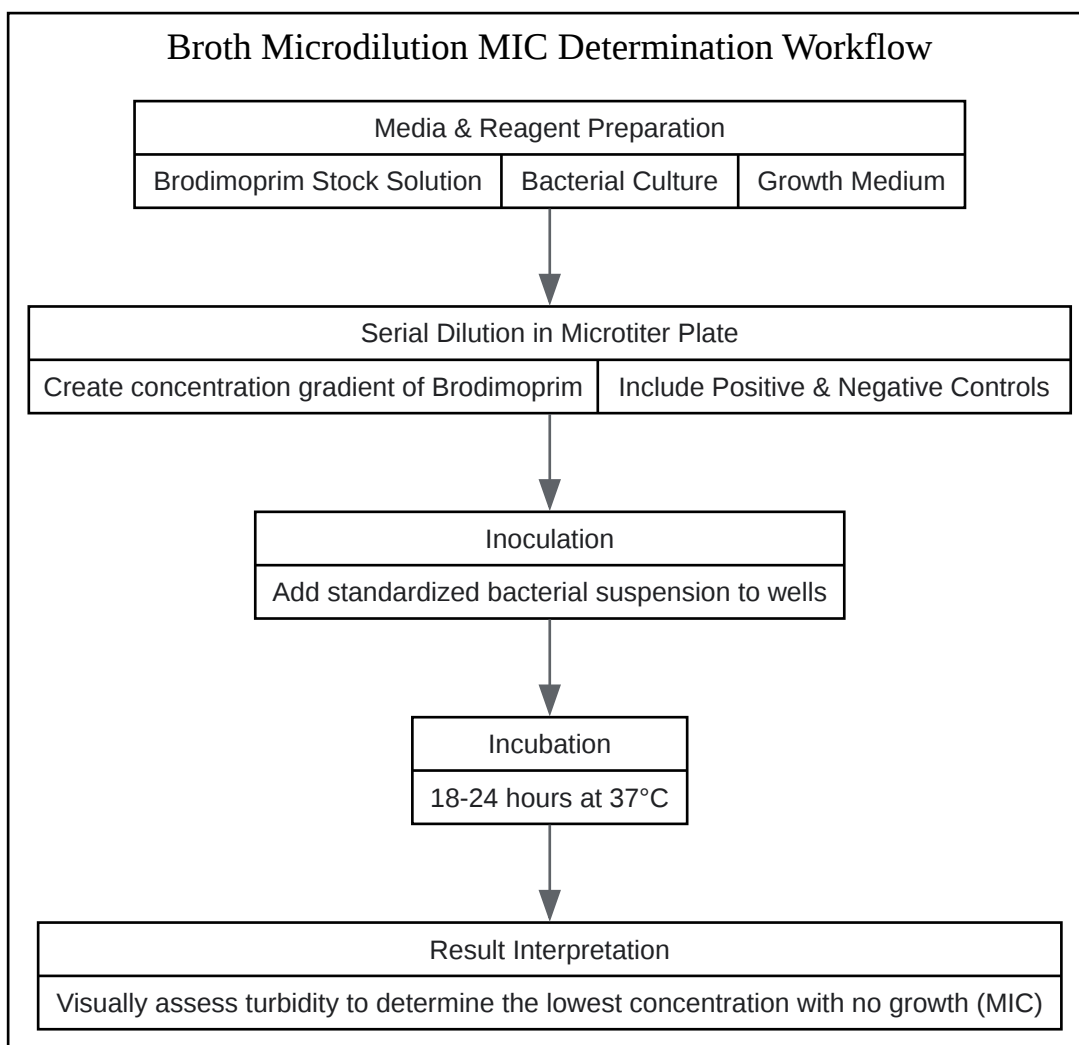 Broth Microdilution MIC Determination Workflow
Media & Reagent Preparation
Brodimoprim Stock Solution
Bacterial Culture
Growth Medium
Serial Dilution in Microtiter Plate
Create concentration gradient of Brodimoprim
Include Positive & Negative Controls
Inoculation
Add standardized bacterial suspension to wells
Incubation
18-24 hours at 37°C
Result Interpretation
Visually assess turbidity to determine the lowest concentration with no growth (MIC)